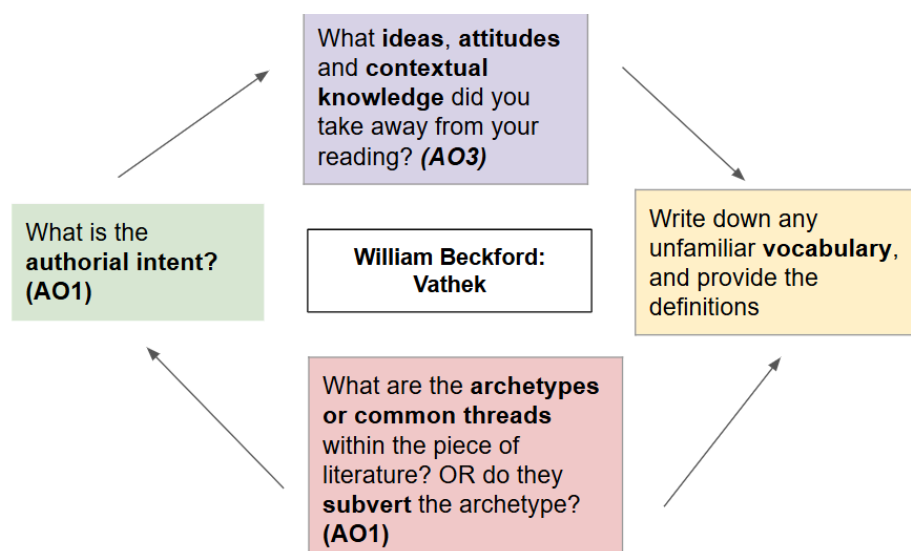 What ideas, attitudes
and contextual
knowledge did you
take away from your
reading? (AO3)
What is the
authorial intent?
(AO1)
William Beckford:
Vathek
Write down any
unfamiliar vocabulary,
and provide the
definitions
What are the archetypes
or common threads
within the piece of
literature? OR do they
subvert the archetype?
(AO1)